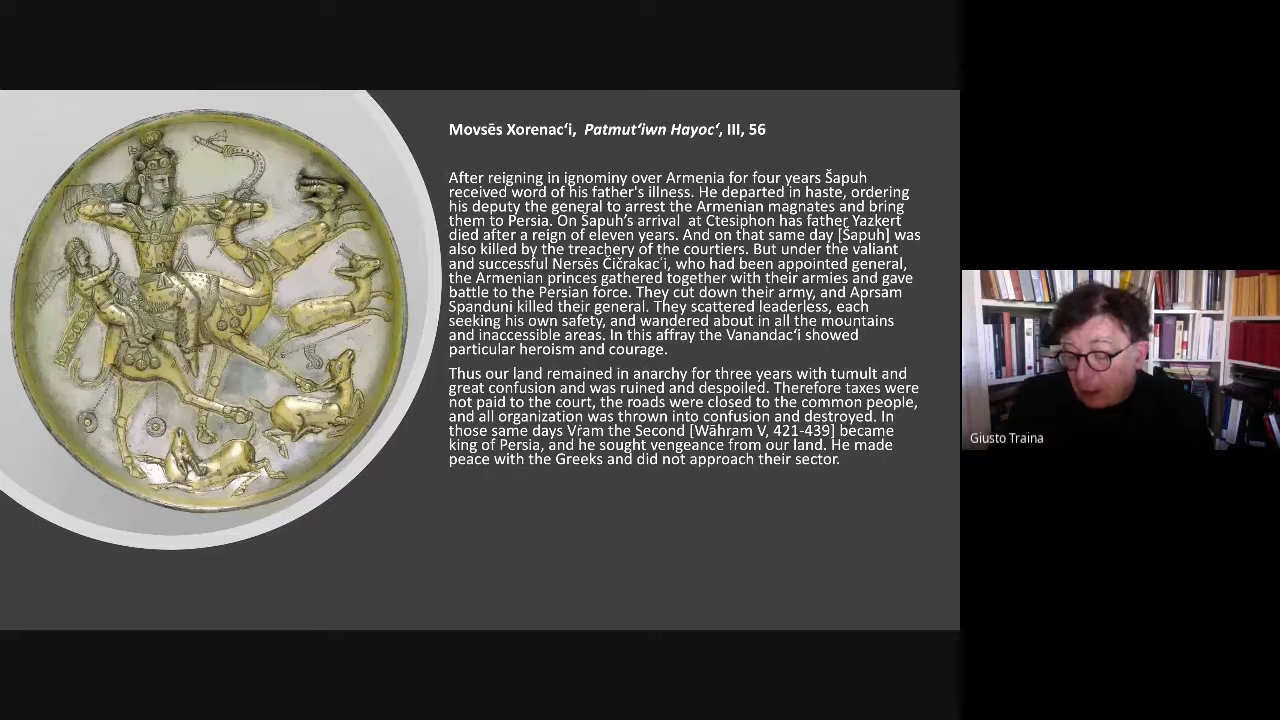 Movsēs Xorenac‘i, Patmut‘iwn Hayoc‘, III, 56
After reigning in ignominy over Armenia for four years Šapuh
received word of his father's illness. He departed in haste, ordering
his deputy the general to arrest the Armenian magnates and bring
them to Persia. On Sapuh’s arrival at Ctesiphon has father Yazkert
died after a reign of eleven years. And on that same day [Šapuh] was
also killed by the treachery of the courtiers. But under the valiant
and successful Nersēs Čičrakac‘i, who had been appointed general,
the Armenian princes gathered together with their armies and gave
battle to the Persian force. They cut down their army, and Aprsam
Spanduni killed their general. They scattered leaderless, each
seeking his own safety, and wandered about in all the mountains
and inaccessible areas. In this affray the Vanandac‘i showed
particular heroism and courage.
Thus our land remained in anarchy for three years with tumult and
great confusion and was ruined and despoiled. Therefore taxes were
not paid to the court, the roads were closed to the common people,
and all organization was thrown into confusion and destroyed. In
those same days Vṙam the Second [Wāhram V, 421-439] became
king of Persia, and he sought vengeance from our land. He made
peace with the Greeks and did not approach their sector.
Giusto Traina